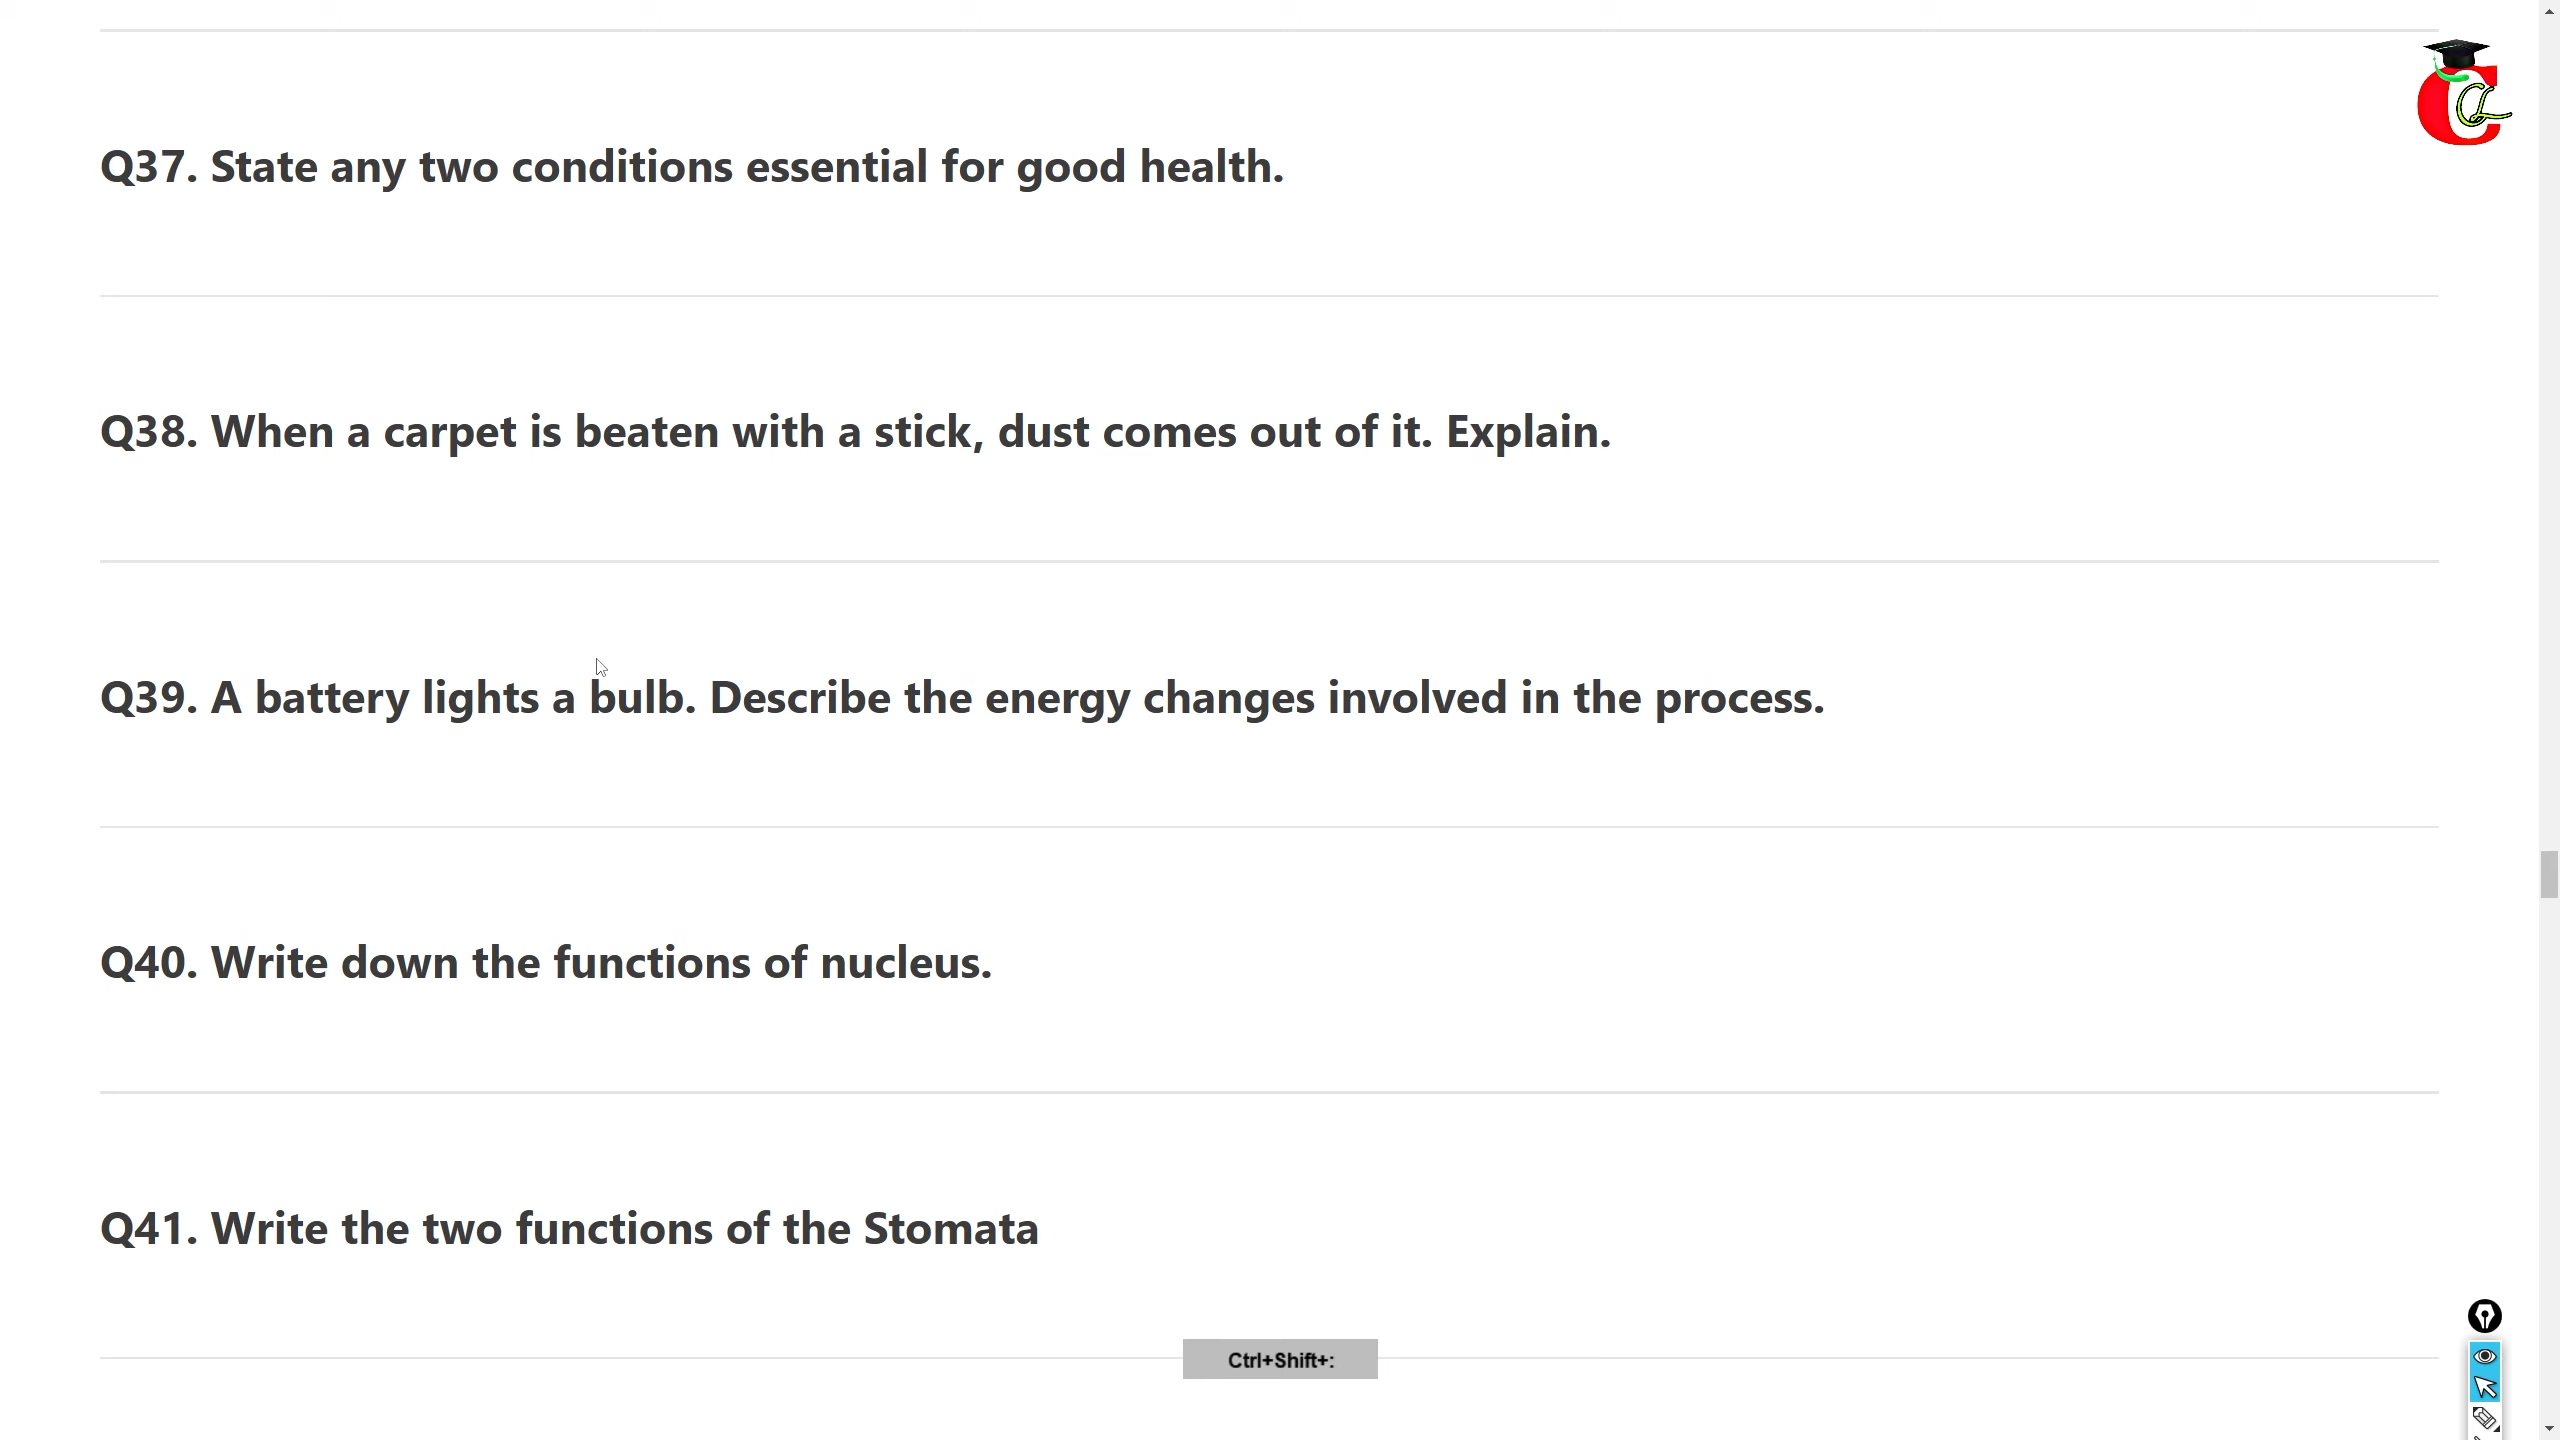 Q37. State any two conditions essential for good health.
Q38. When a carpet is beaten with a stick, dust comes out of it. Explain.
Q39. A battery lights a bulb. Describe the energy changes involved in the process.
Q40. Write down the functions of nucleus.
Q41. Write the two functions of the Stomata
Ctrl+Shift+: